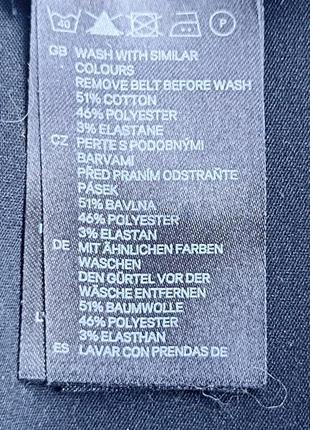 40 P
GB WASH WITH SIMILAR
COLOURS
REMOVE BELT BEFORE WASH
51% COTTON
46% POLYESTER
3% ELASTANE
CZ PERTE S PODOBNÝMI
BARVAMI
PŘED PRANÍM ODSTRAŇTE
PÁSEK
51% BAVLNA
46% POLYESTER
3% ELASTAN
DE MIT ÄHNLICHEN FARBEN
WASCHEN
DEN GÜRTEL VOR DER
WÄSCHE ENTFERNEN
51% BAUMWOLLE
46% POLYESTER
3% ELASTHAN
ES LAVAR CON PRENDAS DE